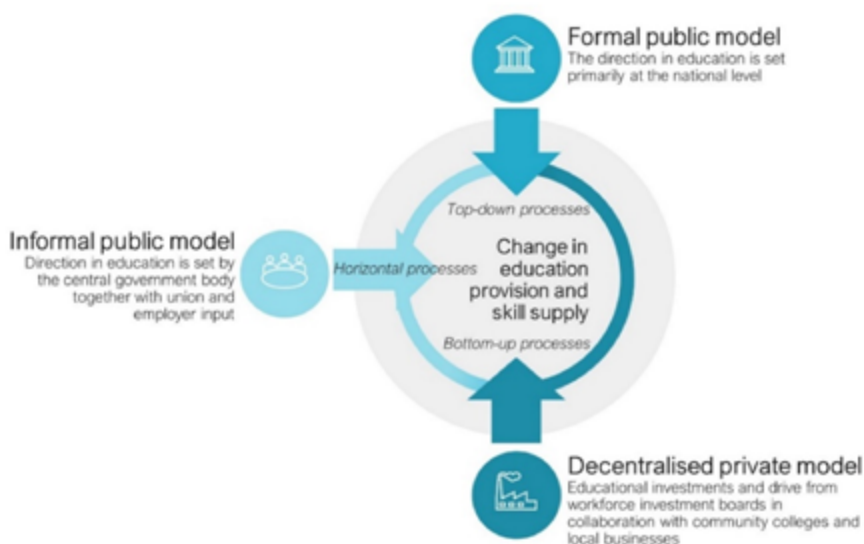 Formal public model
The direction in education is set
primarily at the national level
Top-down processes
Informal public model
Direction in education is set by
the central government body
together with union and
employer input
Horizontal processes
Change in
education
provision and
skill supply
Bottom-up processes
Decentralised private model
Educational investments and drive from
workforce investment boards in
collaboration with community colleges and
local businesses